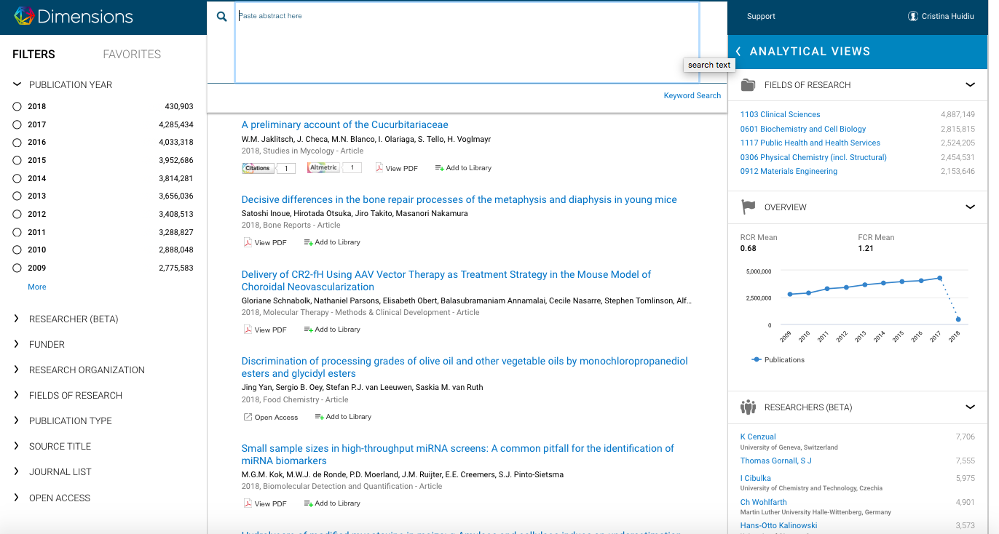 Dimensions
Paste abstract here
search text
Keyword Search
Support
Cristina Huidiu
FILTERS
FAVORITES
PUBLICATION YEAR
2018 430,903
2017 4,285,434
2016 4,033,318
2015 3,952,686
2014 3,814,281
2013 3,656,036
2012 3,408,513
2011 3,288,827
2010 2,888,048
2009 2,775,583
More
RESEARCHER (BETA)
FUNDER
RESEARCH ORGANIZATION
FIELDS OF RESEARCH
PUBLICATION TYPE
SOURCE TITLE
JOURNAL LIST
OPEN ACCESS
A preliminary account of the Cucurbitariaceae
W.M. Jaklitsch, J. Checa, M.N. Blanco, I. Olariaga, S. Tello, H. Voglmayr
2018, Studies in Mycology - Article
Citations 1 Altmetric 1 View PDF Add to Library
Decisive differences in the bone repair processes of the metaphysis and diaphysis in young mice
Satoshi Inoue, Hirotada Otsuka, Jiro Takito, Masanori Nakamura
2018, Bone Reports - Article
View PDF Add to Library
Delivery of CR2-fH Using AAV Vector Therapy as Treatment Strategy in the Mouse Model of
Choroidal Neovascularization
Gloriane Schnabolk, Nathaniel Parsons, Elisabeth Obert, Balasubramaniam Annamalai, Cecile Nasarre, Stephen Tomlinson, Alf…
2018, Molecular Therapy - Methods & Clinical Development - Article
View PDF Add to Library
Discrimination of processing grades of olive oil and other vegetable oils by monochloropropanediol
esters and glycidyl esters
Jing Yan, Sergio B. Oey, Stefan P.J. van Leeuwen, Saskia M. van Ruth
2018, Food Chemistry - Article
Open Access Add to Library
Small sample sizes in high-throughput miRNA screens: A common pitfall for the identification of
miRNA biomarkers
M.G.M. Kok, M.W.J. de Ronde, P.D. Moerland, J.M. Ruijter, E.E. Creemers, S.J. Pinto-Sietsma
2018, Biomolecular Detection and Quantification - Article
View PDF Add to Library
ANALYTICAL VIEWS
FIELDS OF RESEARCH
1103 Clinical Sciences 4,887,149
0601 Biochemistry and Cell Biology 2,815,815
1117 Public Health and Health Services 2,524,205
0306 Physical Chemistry (incl. Structural) 2,454,531
0912 Materials Engineering 2,153,646
OVERVIEW
RCR Mean FCR Mean
0.68 1.21
5,000,000
2,500,000
0
2009 2010 2011 2012 2013 2014 2015 2016 2017 2018
Publications
RESEARCHERS (BETA)
K Cenzual 7,706
University of Geneva, Switzerland
Thomas Gornall, S J 7,555
I Cibulka 5,975
University of Chemistry and Technology, Czechia
Ch Wohlfarth 4,901
Martin Luther University Halle-Wittenberg, Germany
Hans-Otto Kalinowski 3,573